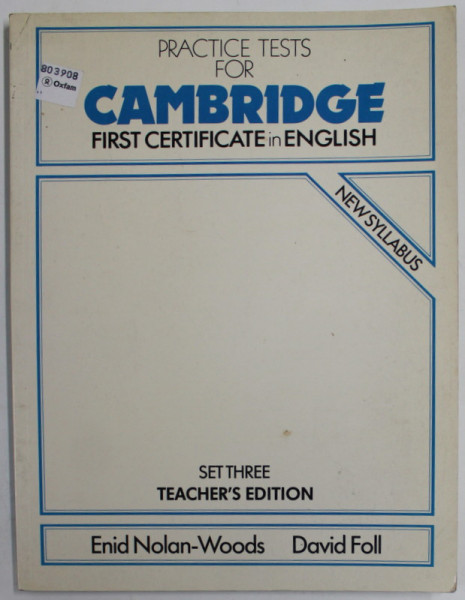 PRACTICE TESTS
FOR
803908
® Oxfam
CAMBRIDGE
FIRST CERTIFICATE in ENGLISH
NEW SYLLABUS
SET THREE
TEACHER'S EDITION
Enid Nolan-Woods David Foll